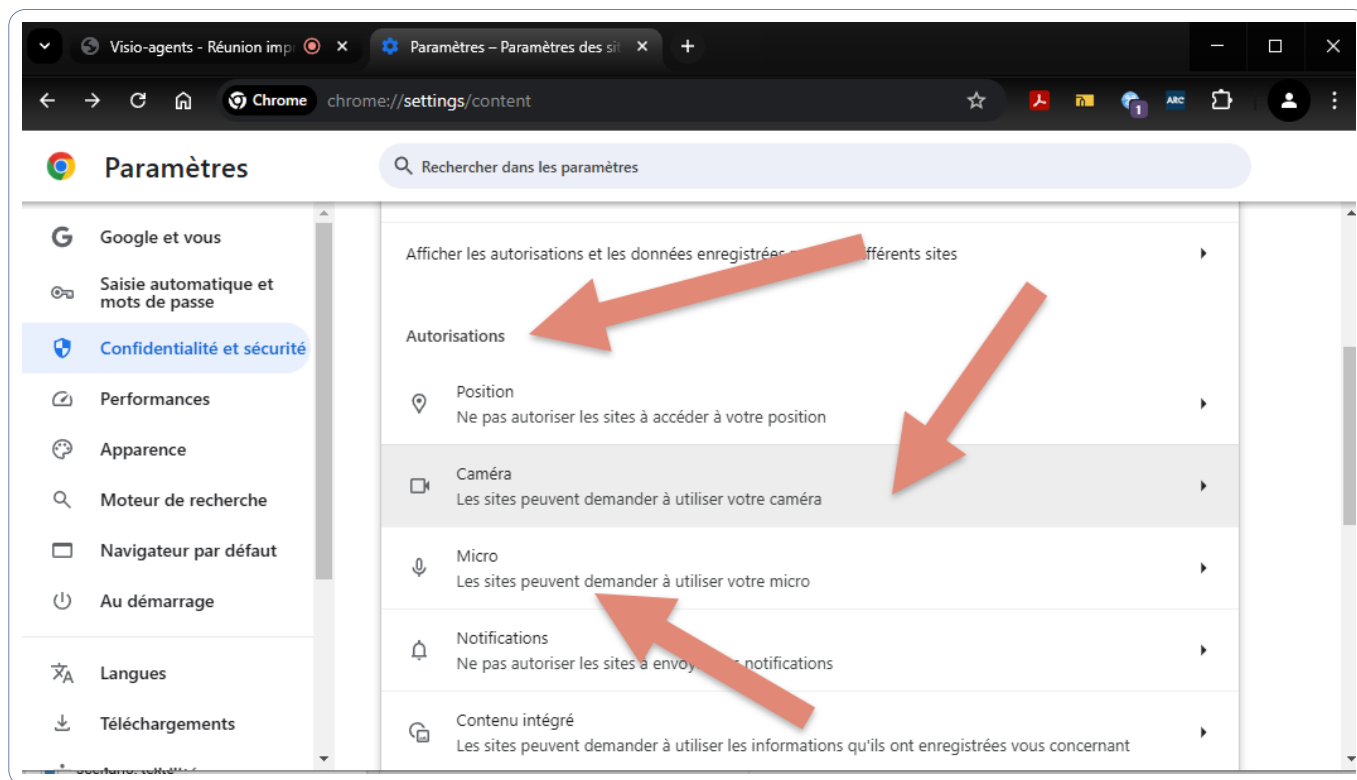 Visio-agents - Réunion imp
Paramètres – Paramètres des sit
Chrome
chrome://settings/content
1
ARC
Paramètres
Rechercher dans les paramètres
Google et vous
Saisie automatique et
mots de passe
Confidentialité et sécurité
Performances
Apparence
Moteur de recherche
Navigateur par défaut
Au démarrage
Langues
Téléchargements
Afficher les autorisations et les données enregistrées fférents sites
Autorisations
Position
Ne pas autoriser les sites à accéder à votre position
Caméra
Les sites peuvent demander à utiliser votre caméra
Micro
Les sites peuvent demander à utiliser votre micro
Notifications
Ne pas autoriser les sites à envoy notifications
Contenu intégré
Les sites peuvent demander à utiliser les informations qu'ils ont enregistrées vous concernant